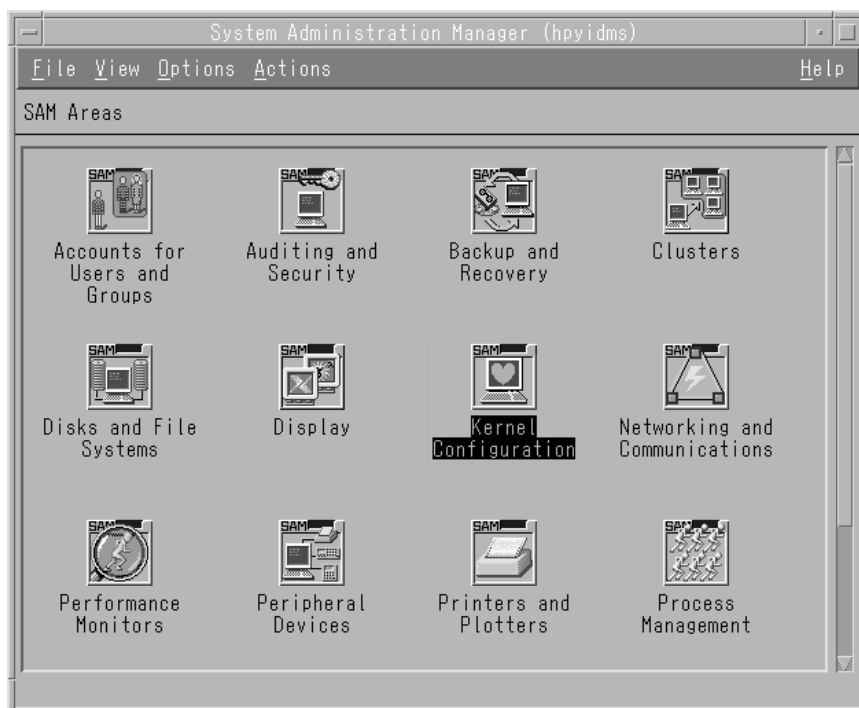 System Administration Manager (hpyidms)
File View Options Actions Help
SAM Areas
SAM SAM SAM SAM
Accounts for Users and Groups
Auditing and Security
Backup and Recovery
Clusters
SAM SAM SAM SAM
Disks and File Systems
Display
Kernel Configuration
Networking and Communications
SAM SAM SAM SAM
Performance Monitors
Peripheral Devices
Printers and Plotters
Process Management